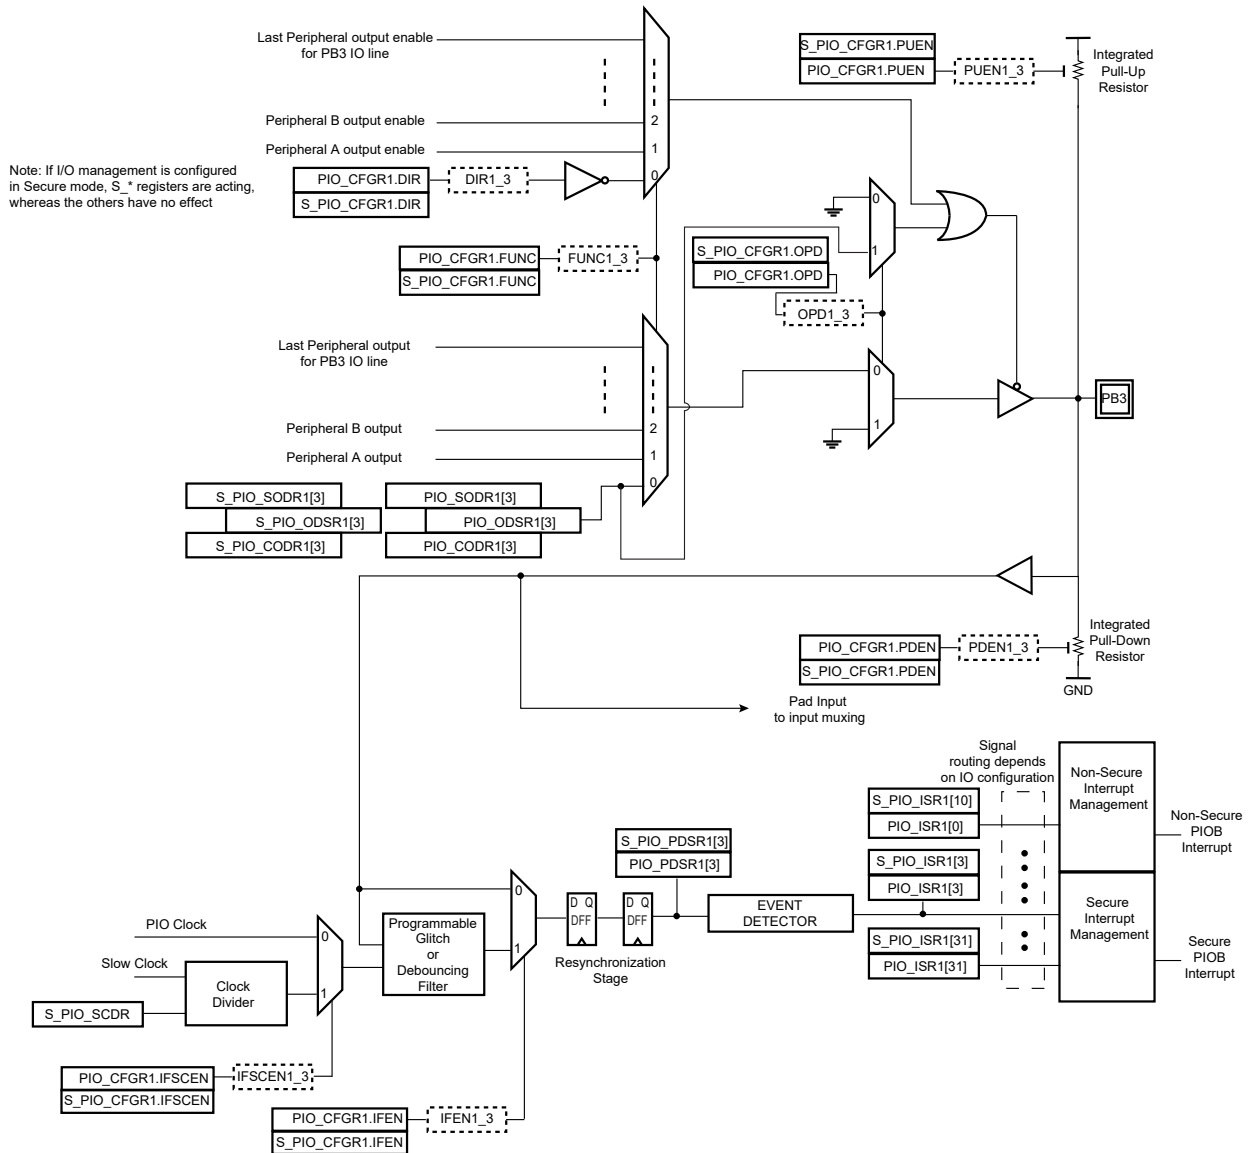 Last Peripheral output enable
for PB3 IO line
Peripheral B output enable
2
Peripheral A output enable
1
Note: If I/O management is configured
in Secure mode, S_* registers are acting,
whereas the others have no effect
PIO_CFGR1.DIR
DIR1_3
0
S_PIO_CFGR1.DIR
S_PIO_CFGR1.PUEN
PIO_CFGR1.PUEN
PUEN1_3
Integrated
Pull-Up
Resistor
0
1
PIO_CFGR1.FUNC
FUNC1_3
S_PIO_CFGR1.FUNC
S_PIO_CFGR1.OPD
PIO_CFGR1.OPD
OPD1_3
Last Peripheral output
for PB3 IO line
0
1
PB3
Peripheral B output
2
Peripheral A output
1
0
S_PIO_SODR1[3]
S_PIO_ODSR1[3]
S_PIO_CODR1[3]
PIO_SODR1[3]
PIO_ODSR1[3]
PIO_CODR1[3]
PIO_CFGR1.PDEN
PDEN1_3
S_PIO_CFGR1.PDEN
Integrated
Pull-Down
Resistor
GND
Pad Input
to input muxing
Signal
routing depends
on IO configuration
Non-Secure
Interrupt
Management
S_PIO_ISR1[10]
PIO_ISR1[0]
Non-Secure
PIOB
Interrupt
S_PIO_PDSR1[3]
PIO_PDSR1[3]
S_PIO_ISR1[3]
PIO_ISR1[3]
0
1
D Q
DFF
D Q
DFF
Resynchronization
Stage
EVENT
DETECTOR
Secure
Interrupt
Management
S_PIO_ISR1[31]
PIO_ISR1[31]
Secure
PIOB
Interrupt
PIO Clock
0
Programmable
Glitch
or
Debouncing
Filter
Slow Clock
Clock
Divider
1
S_PIO_SCDR
PIO_CFGR1.IFSCEN
IFSCEN1_3
S_PIO_CFGR1.IFSCEN
PIO_CFGR1.IFEN
IFEN1_3
S_PIO_CFGR1.IFEN